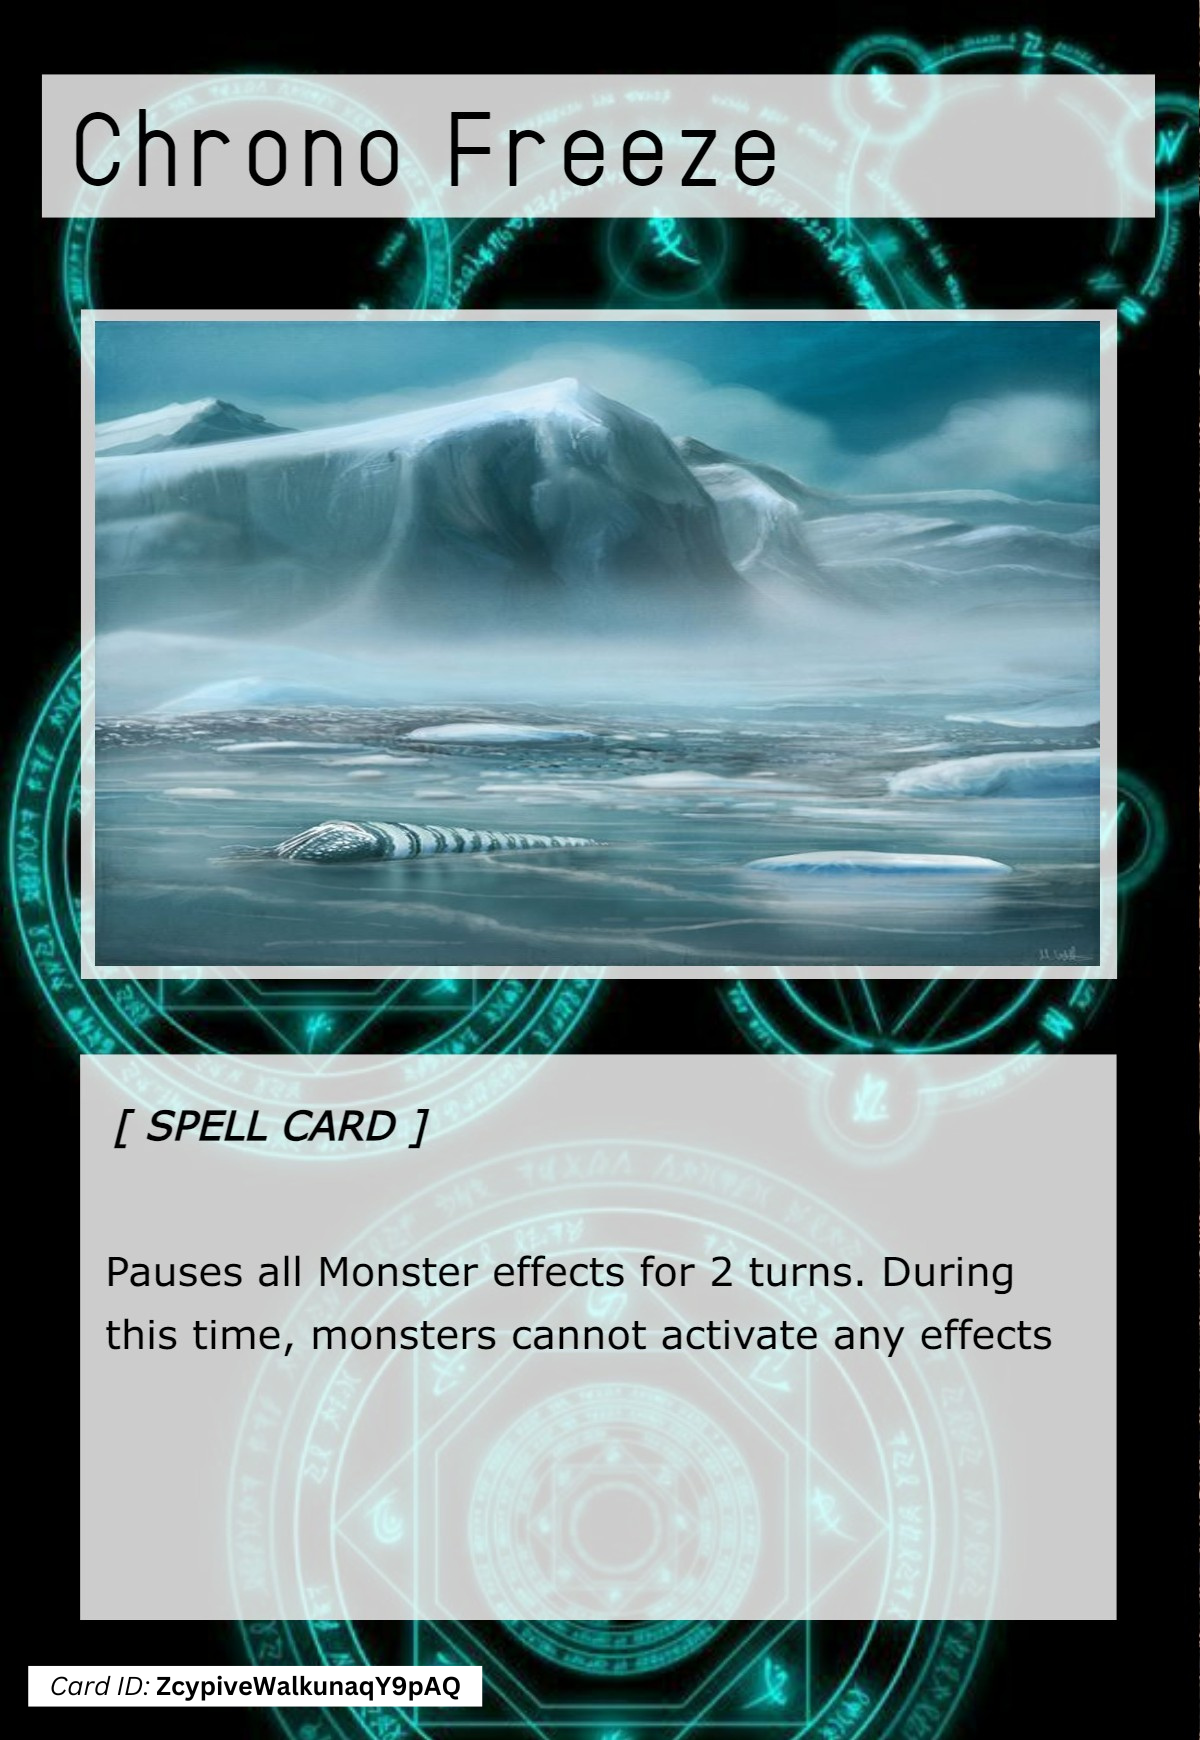 Chrono Freeze
[ SPELL CARD ]
Pauses all Monster effects for 2 turns. During
this time, monsters cannot activate any effects
Card ID: ZcypiveWalkunaqY9pAQ